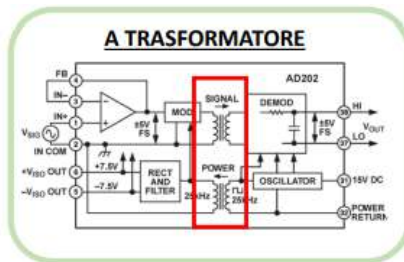 A TRASFORMATORE
AD202
FB
4
IN–
3
IN+
1
VSIG
IN COM
2
+VISO OUT
4
–VISO OUT
5
±5V
FS
MOD
SIGNAL
DEMOD
±5V
FS
HI
38
VOUT
LO
37
+7.5V
–7.5V
RECT
AND
FILTER
POWER
25kHz
25kHz
OSCILLATOR
31
15V DC
32
POWER
RETURN